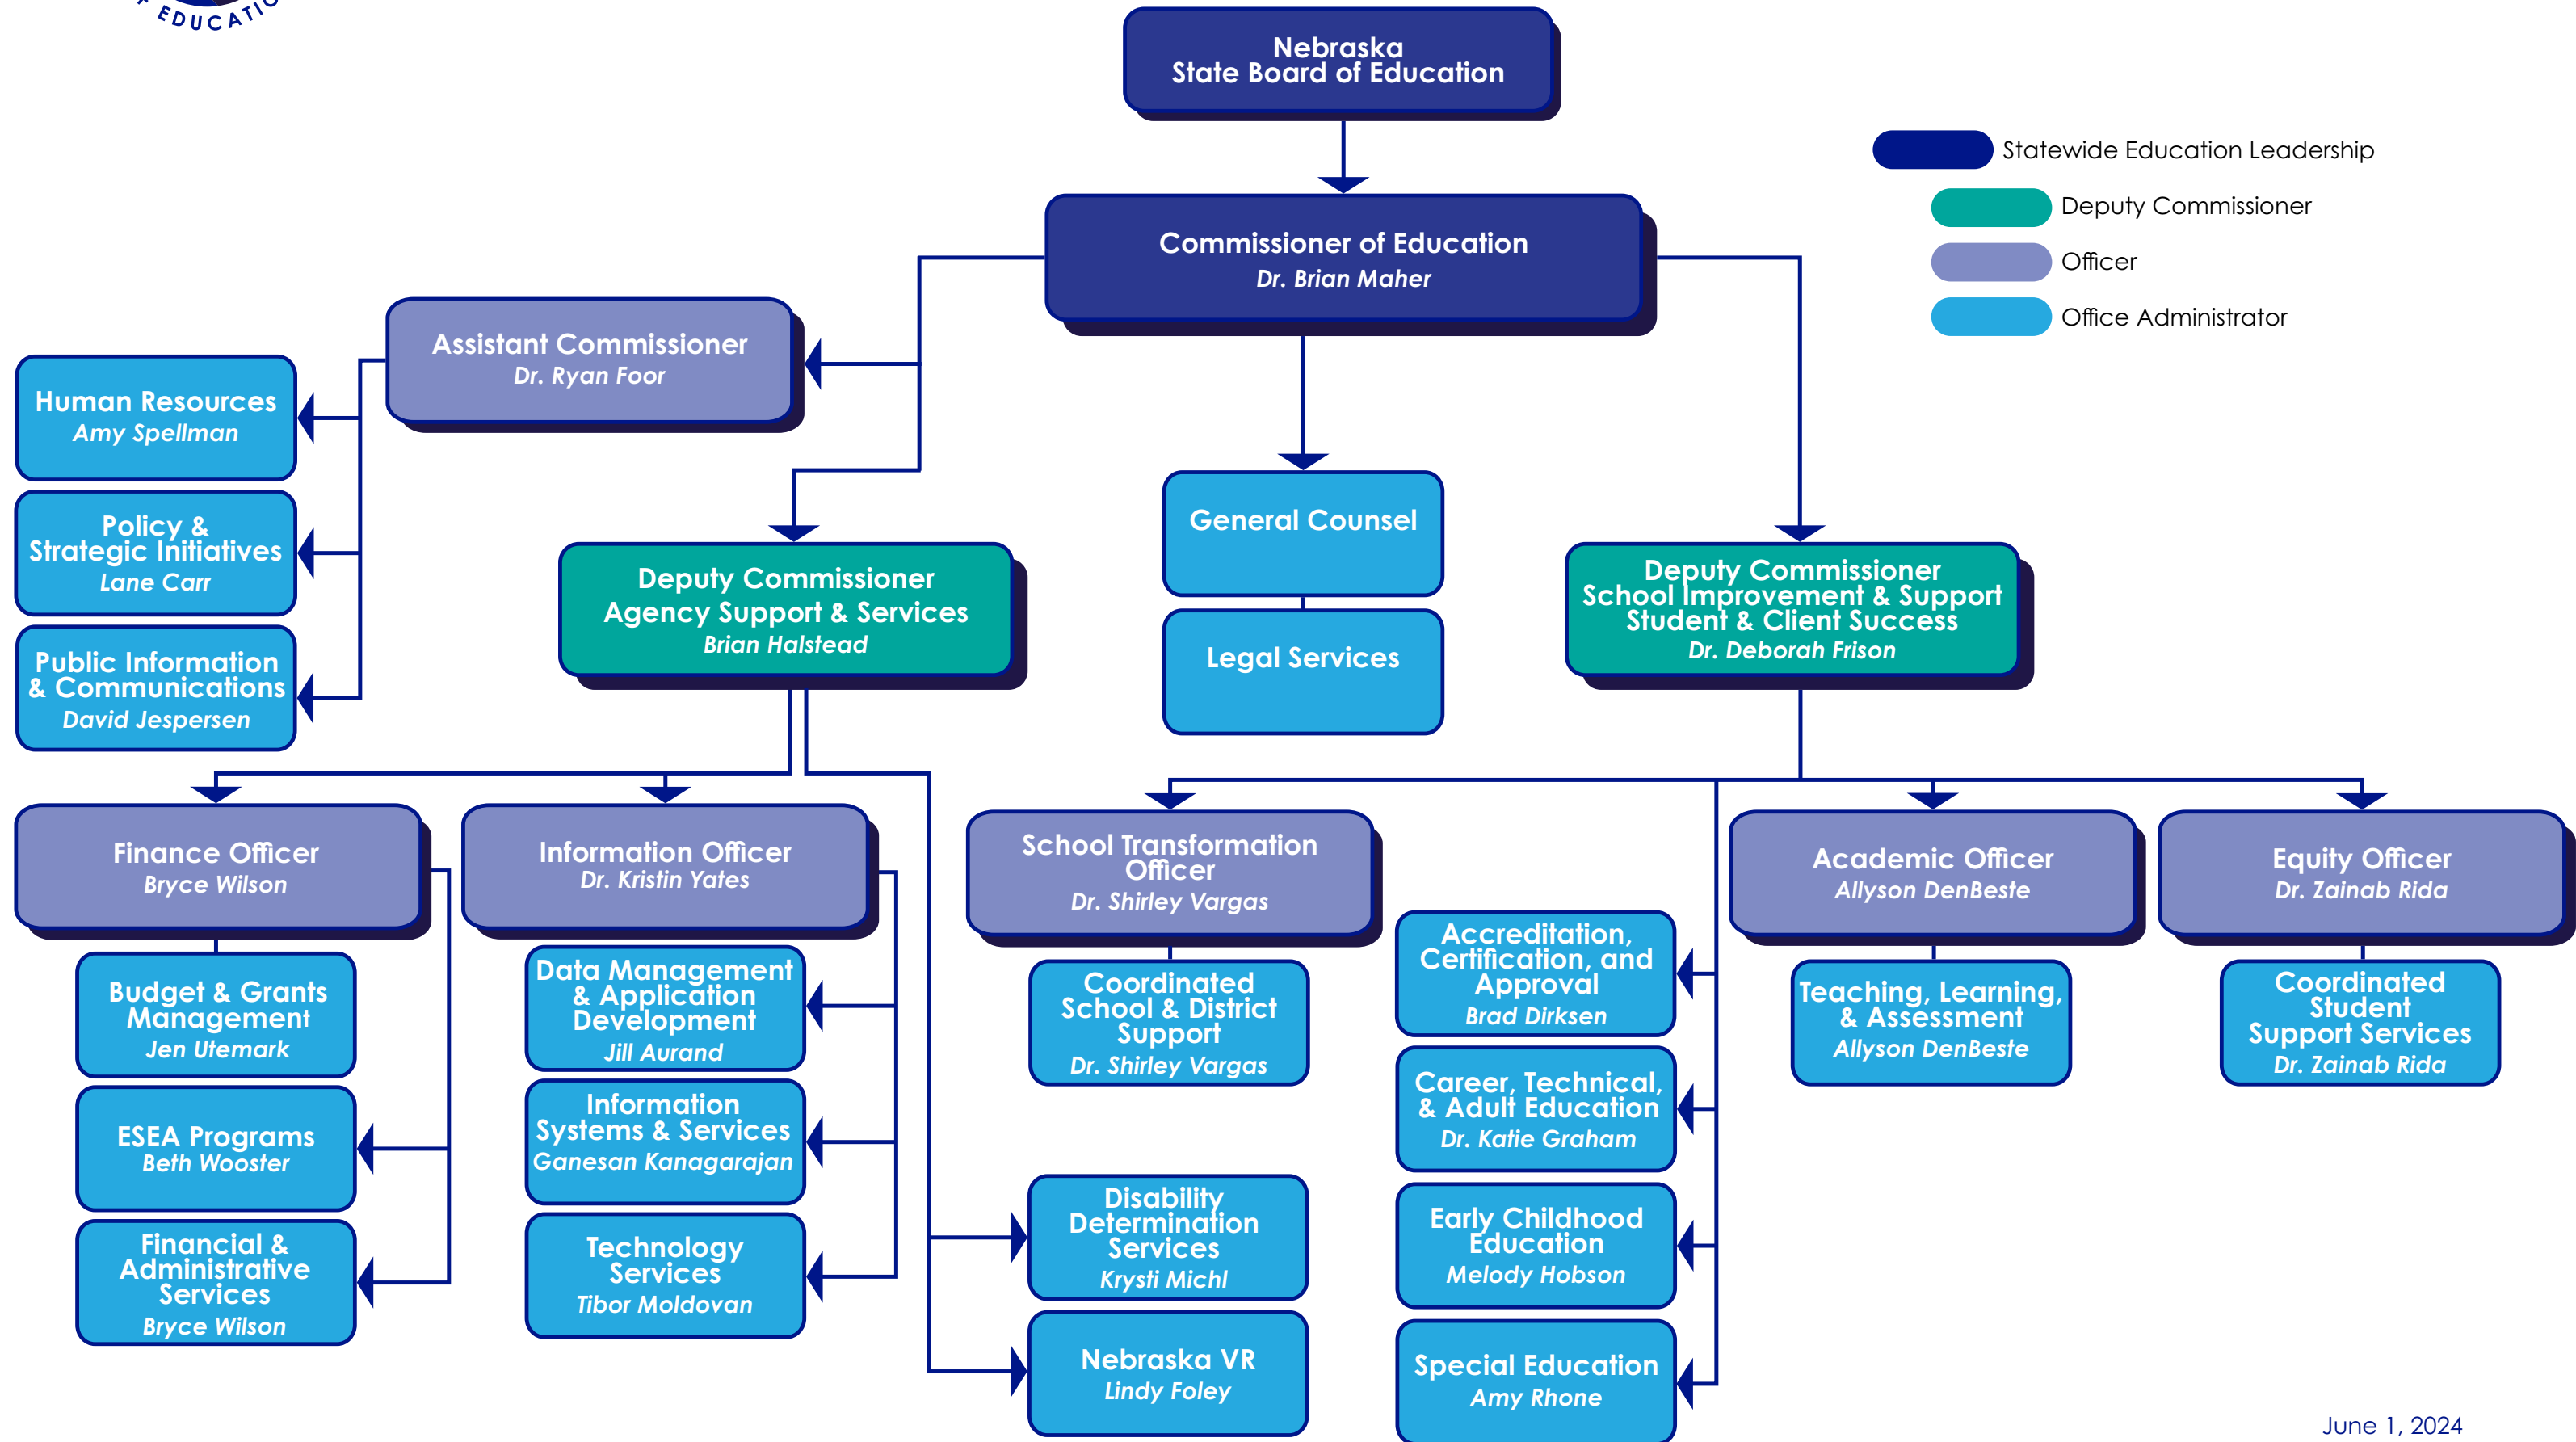 Nebraska
State Board of Education
Statewide Education Leadership
Deputy Commissioner
Officer
Office Administrator
Commissioner of Education
Dr. Brian Maher
Assistant Commissioner
Dr. Ryan Foor
Human Resources
Amy Spellman
Policy &
Strategic Initiatives
Lane Carr
Public Information
& Communications
David Jespersen
Deputy Commissioner
Agency Support & Services
Brian Halstead
General Counsel
Legal Services
Deputy Commissioner
School Improvement & Support
Student & Client Success
Dr. Deborah Frison
Finance Officer
Bryce Wilson
Budget & Grants
Management
Jen Utemark
ESEA Programs
Beth Wooster
Financial &
Administrative
Services
Bryce Wilson
Information Officer
Dr. Kristin Yates
Data Management
& Application
Development
Jill Aurand
Information
Systems & Services
Ganesan Kanagarajan
Technology
Services
Tibor Moldovan
Disability
Determination
Services
Krysti Michl
Nebraska VR
Lindy Foley
School Transformation
Officer
Dr. Shirley Vargas
Coordinated
School & District
Support
Dr. Shirley Vargas
Accreditation,
Certification, and
Approval
Brad Dirksen
Career, Technical,
& Adult Education
Dr. Katie Graham
Early Childhood
Education
Melody Hobson
Special Education
Amy Rhone
Academic Officer
Allyson DenBeste
Teaching, Learning,
& Assessment
Allyson DenBeste
Equity Officer
Dr. Zainab Rida
Coordinated
Student
Support Services
Dr. Zainab Rida
June 1, 2024